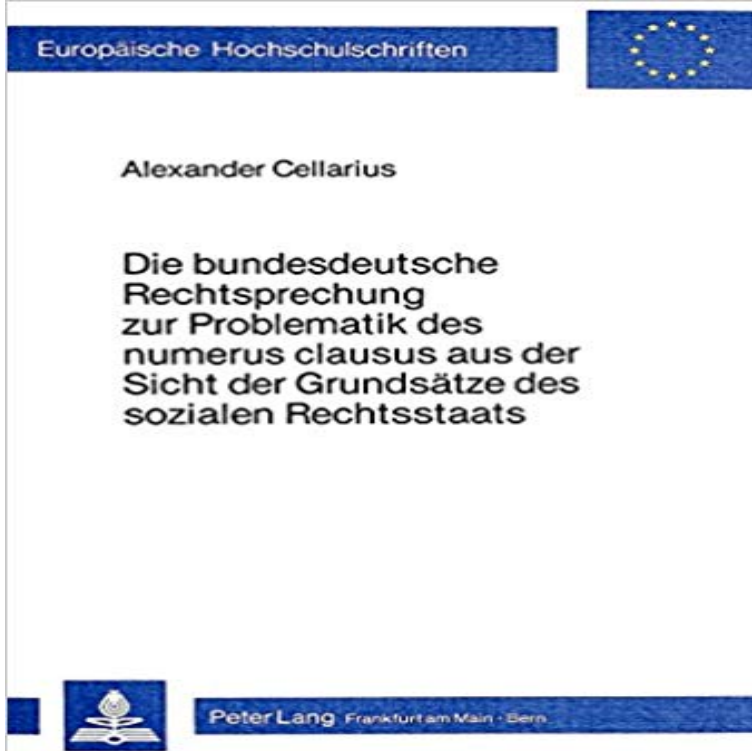 Europäische Hochschulschriften
Alexander Cellarius
Die bundesdeutsche
Rechtsprechung
zur Problematik des
numerus clausus aus der
Sicht der Grundsätze des
sozialen Rechtsstaats
Peter Lang Frankfurt am Main · Bern